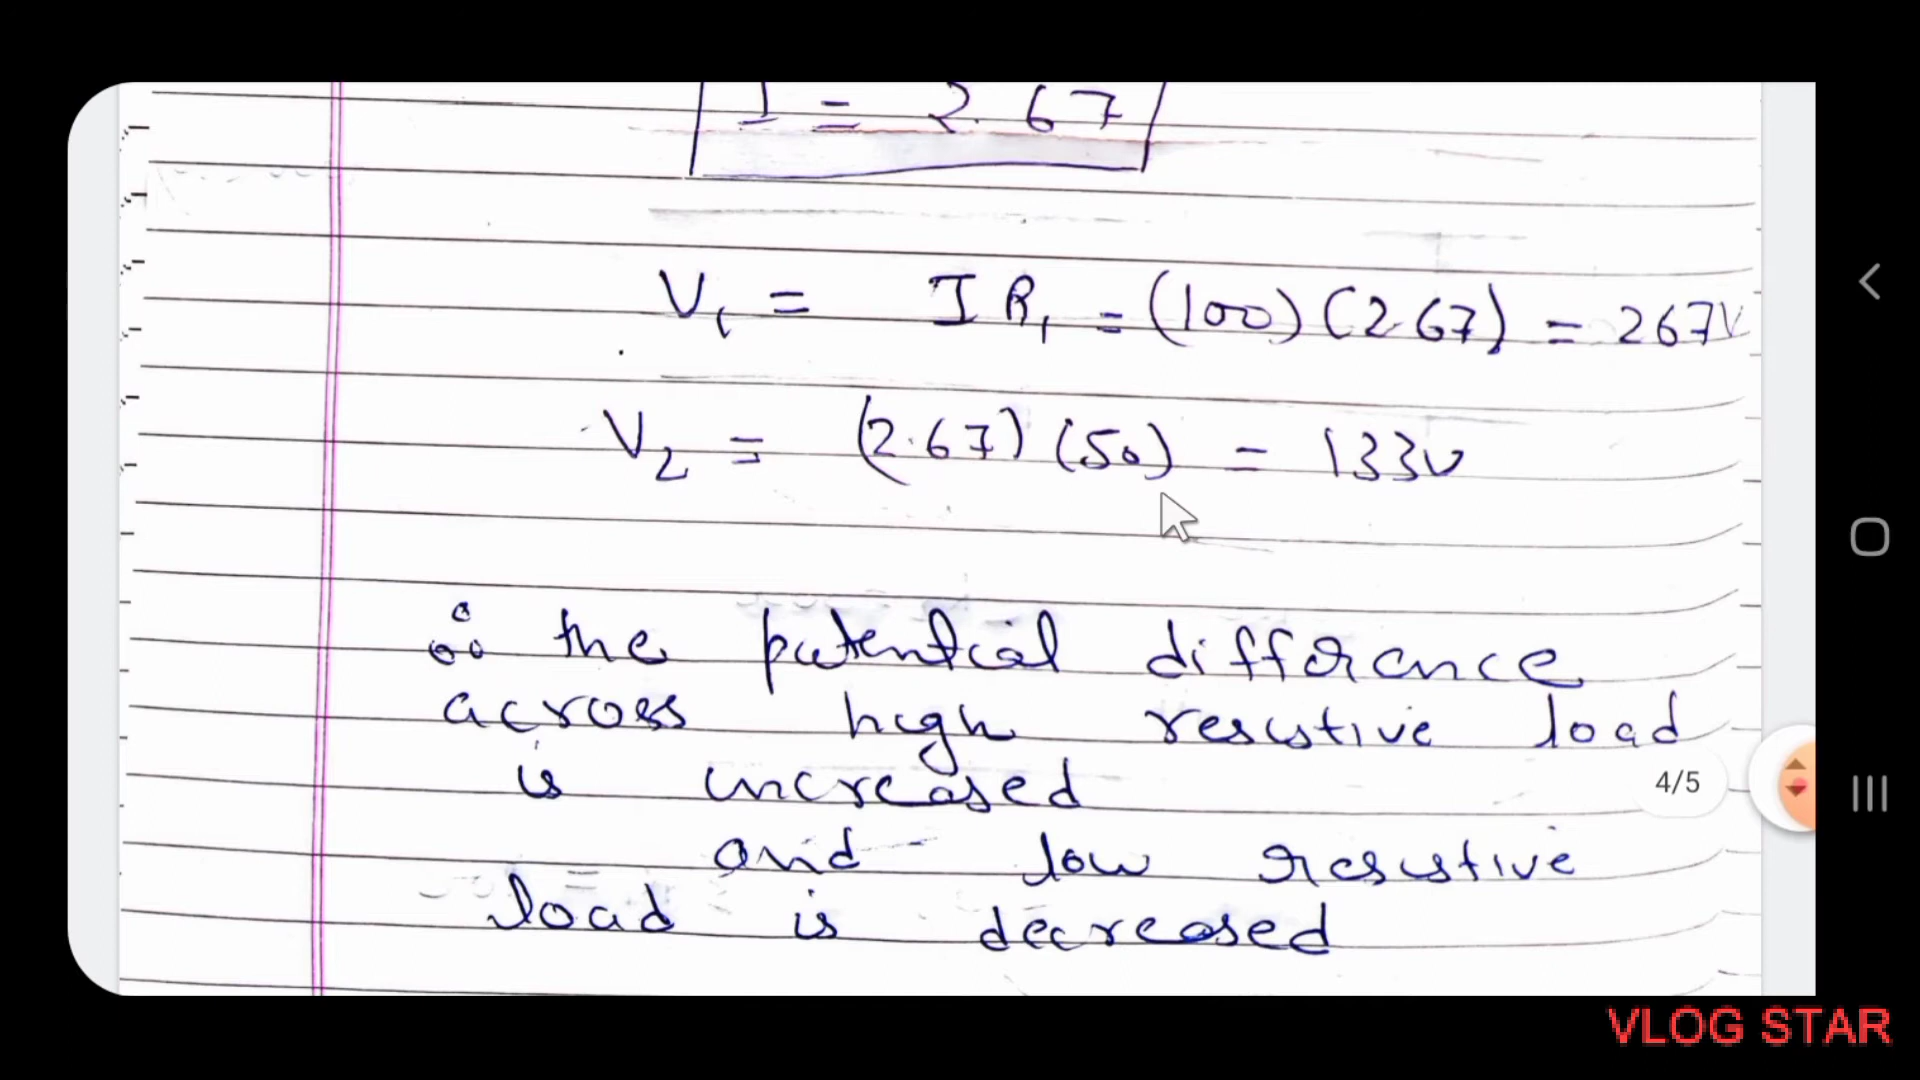 I = 2.67
V1 = IR1 = (100)(2.67) = 267V
V2 = (2.67)(50) = 133V
∴ the potential difference
across high resistive load
is increased
and low resistive
load is decreased
4/5
VLOG STAR